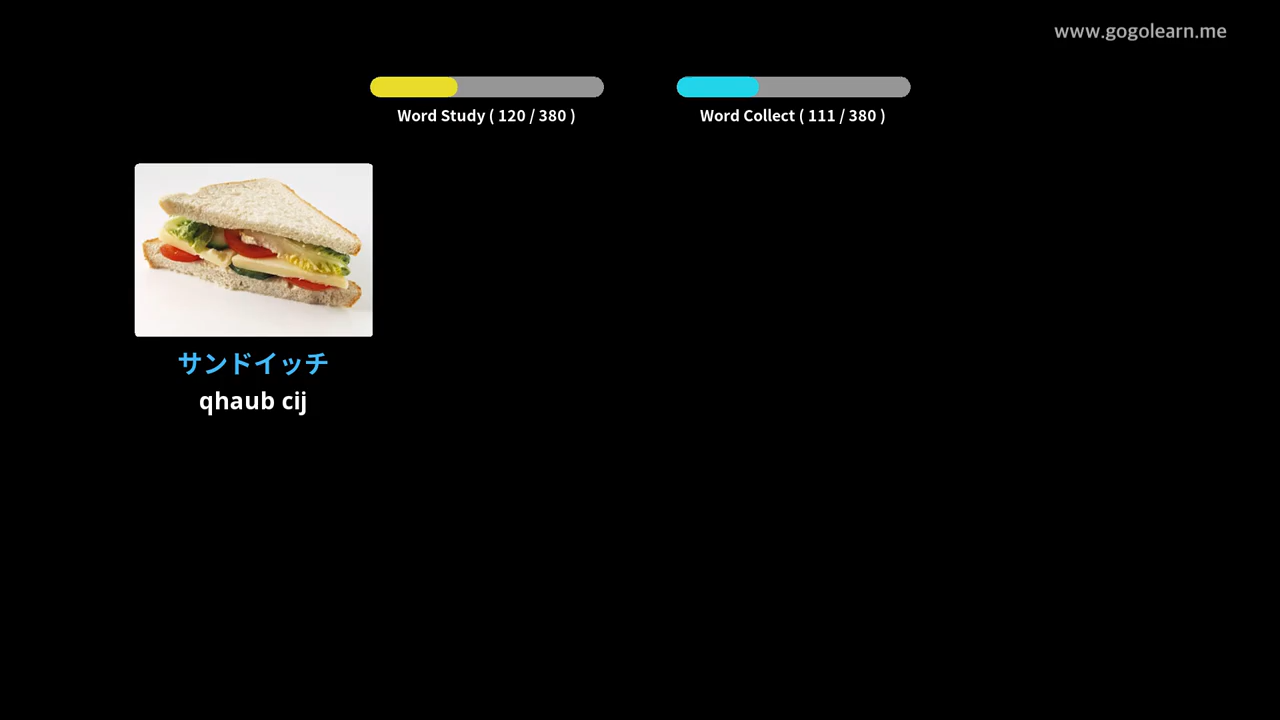 www.gogolearn.me
Word Study ( 120 / 380 )
Word Collect ( 111 / 380 )
サンドイッチ
qhaub cij